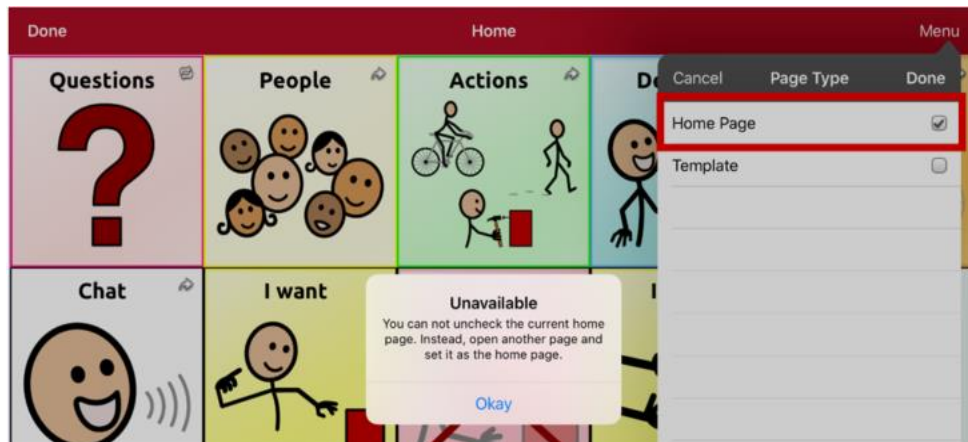 Done
Home
Menu
Questions
People
Actions
Cancel
Page Type
Done
Home Page
Template
Chat
I want
Unavailable
You can not uncheck the current home
page. Instead, open another page and
set it as the home page.
Okay